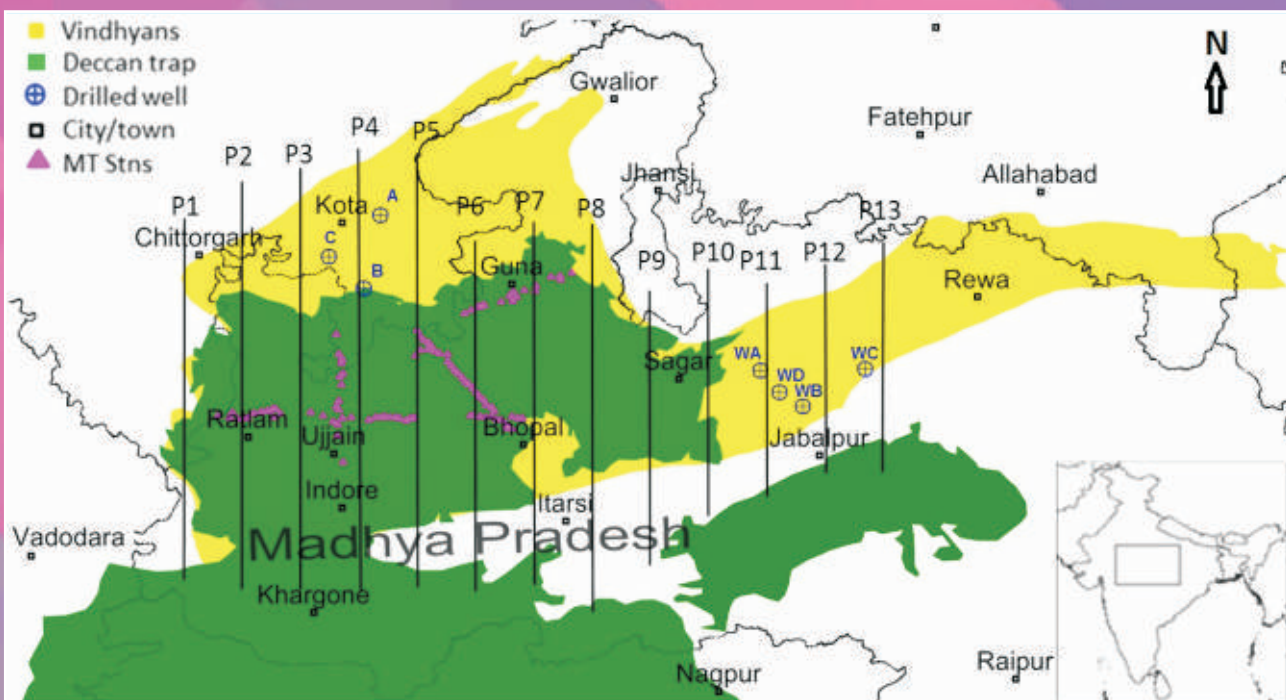 Vindhyans
Deccan trap
Drilled well
City/town
MT Stns
N
Gwalior
Fatehpur
Allahabad
Jhansi
P1
P2
P3
P4
P5
P6
P7
P8
P9
P10
P11
P12
P13
Kota
A
Chittorgarh
C
B
Guna
Rewa
Sagar
WA
WD
WB
WC
Ratlam
Ujjain
Bhopal
Jabalpur
Indore
Itarsi
Madhya Pradesh
Vadodara
Khargone
Nagpur
Raipur